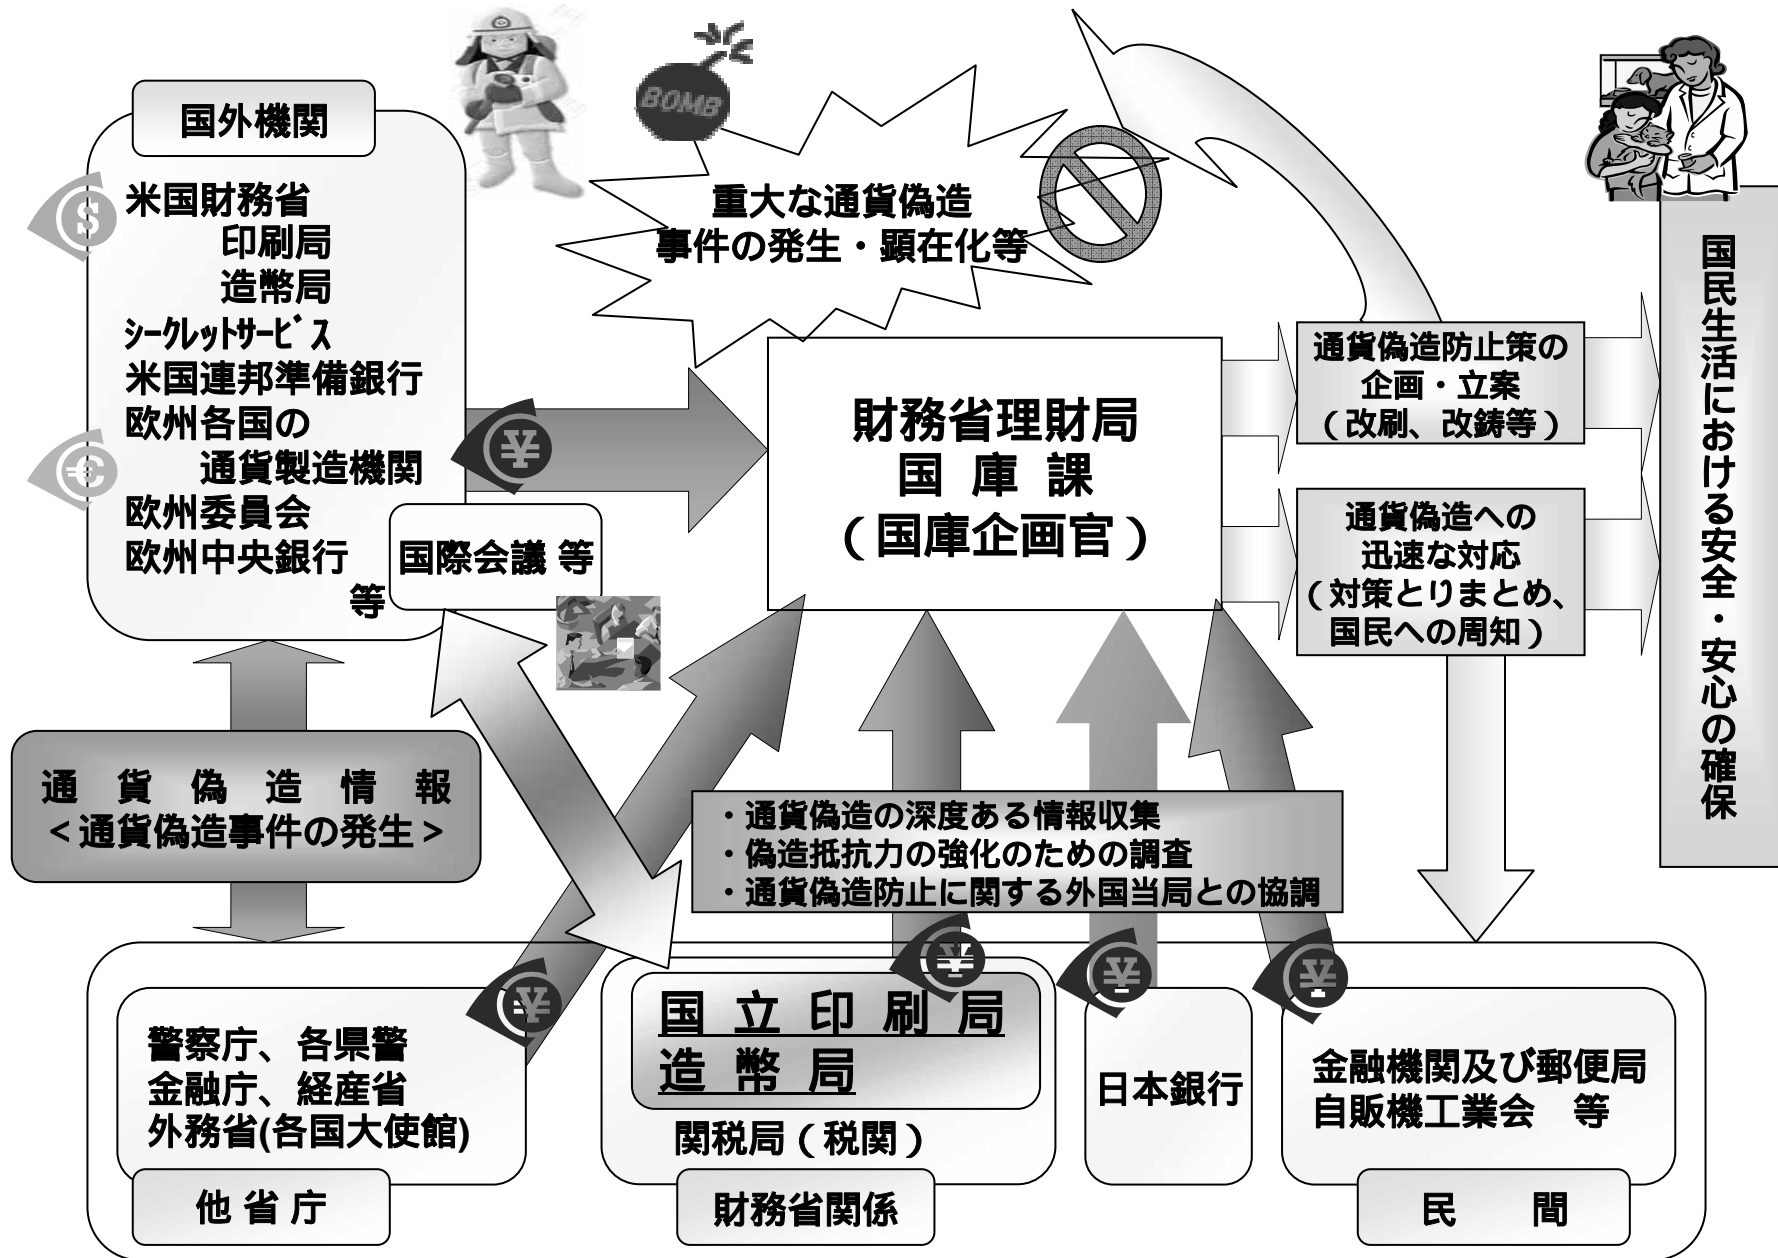 国外機関
米国財務省
印刷局
造幣局
ｼｰｸﾚｯﾄｻｰﾋﾞｽ
米国連邦準備銀行
欧州各国の
通貨製造機関
欧州委員会
欧州中央銀行
等
国際会議 等
BOMB
重大な通貨偽造
事件の発生・顕在化等
財務省理財局
国 庫 課
（国庫企画官）
通貨偽造防止策の
企画・立案
（改刷、改鋳等）
通貨偽造への
迅速な対応
（対策とりまとめ、
国民への周知）
国民生活における安全・安心の確保
通 貨 偽 造 情 報
＜通貨偽造事件の発生＞
・通貨偽造の深度ある情報収集
・偽造抵抗力の強化のための調査
・通貨偽造防止に関する外国当局との協調
警察庁、各県警
金融庁、経産省
外務省(各国大使館)
他 省 庁
国 立 印 刷 局
造 幣 局
関税局（税関）
財務省関係
日本銀行
金融機関及び郵便局
自販機工業会　等
民　間
$
€
¥
¥
¥
¥
¥